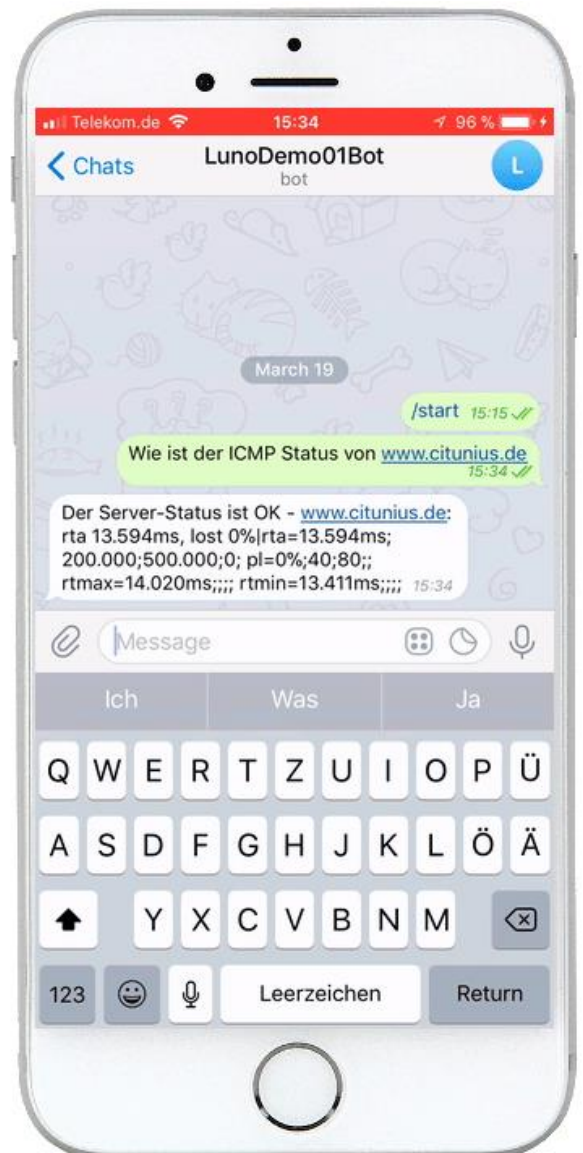 Telekom.de 15:34 96 %
Chats LunoDemo01Bot L
bot
March 19
/start 15:15
Wie ist der ICMP Status von www.citunius.de
15:34
Der Server-Status ist OK - www.citunius.de:
rta 13.594ms, lost 0%|rta=13.594ms;
200.000;500.000;0; pl=0%;40;80;;
rtmax=14.020ms;;;; rtmin=13.411ms;;;; 15:34
Message
Ich Was Ja
Q W E R T Z U I O P Ü
A S D F G H J K L Ö Ä
Y X C V B N M
123 Leerzeichen Return